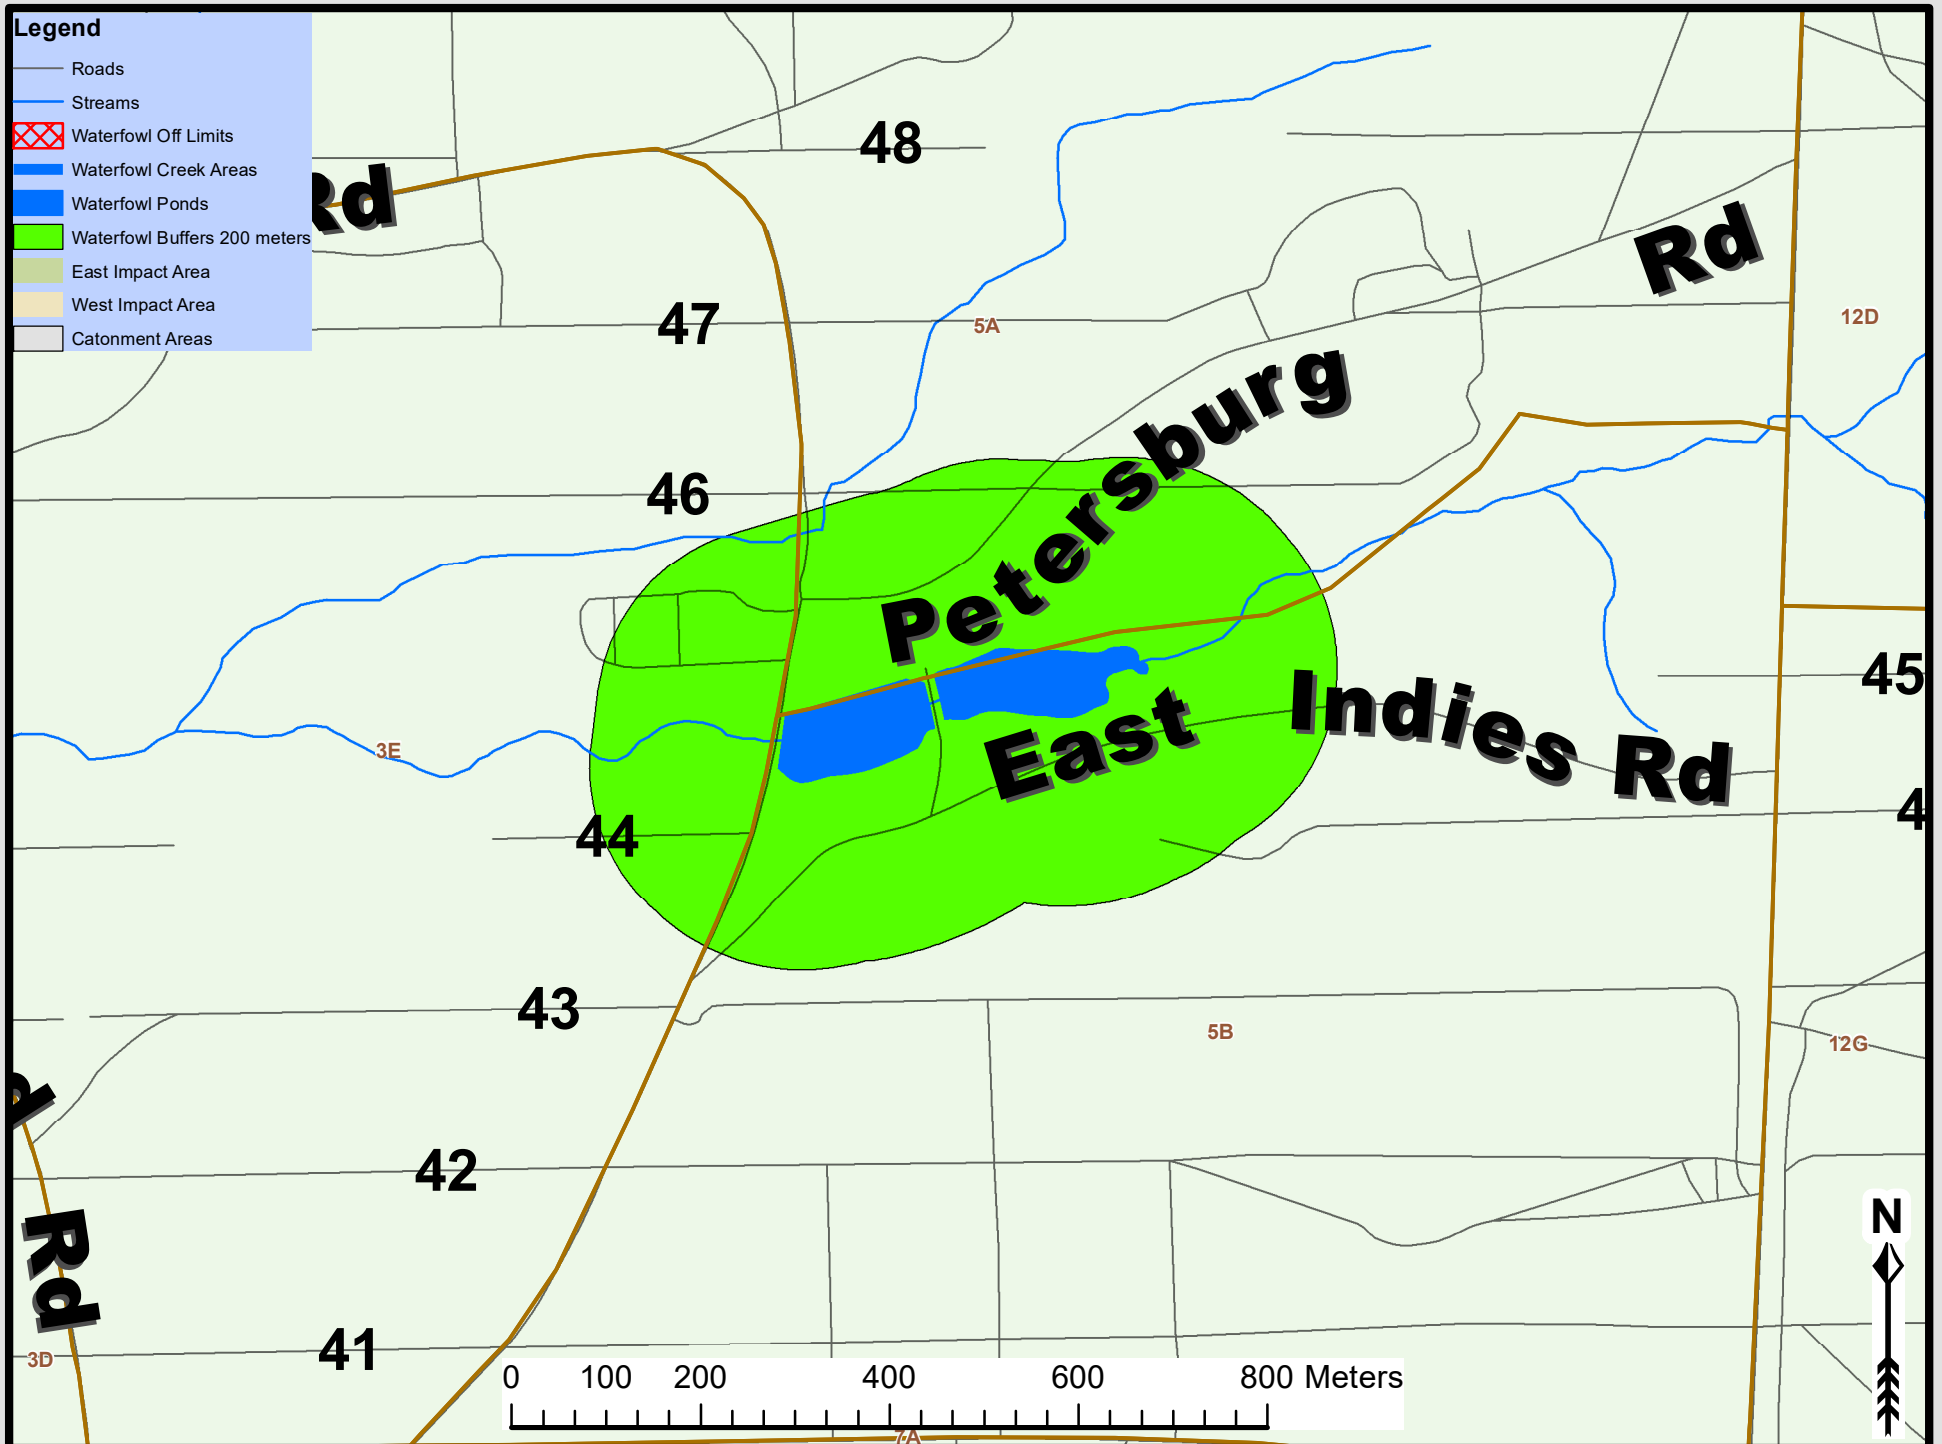 Legend
Roads
Streams
Waterfowl Off Limits
Waterfowl Creek Areas
Waterfowl Ponds
Waterfowl Buffers 200 meters
East Impact Area
West Impact Area
Catonment Areas
Rd
48
47
5A
Rd
12D
46
Petersburg
45
East Indies Rd
3E
44
4
43
5B
12G
d
42
Rd
N
41
3D
0 100 200 400 600 800 Meters
7A